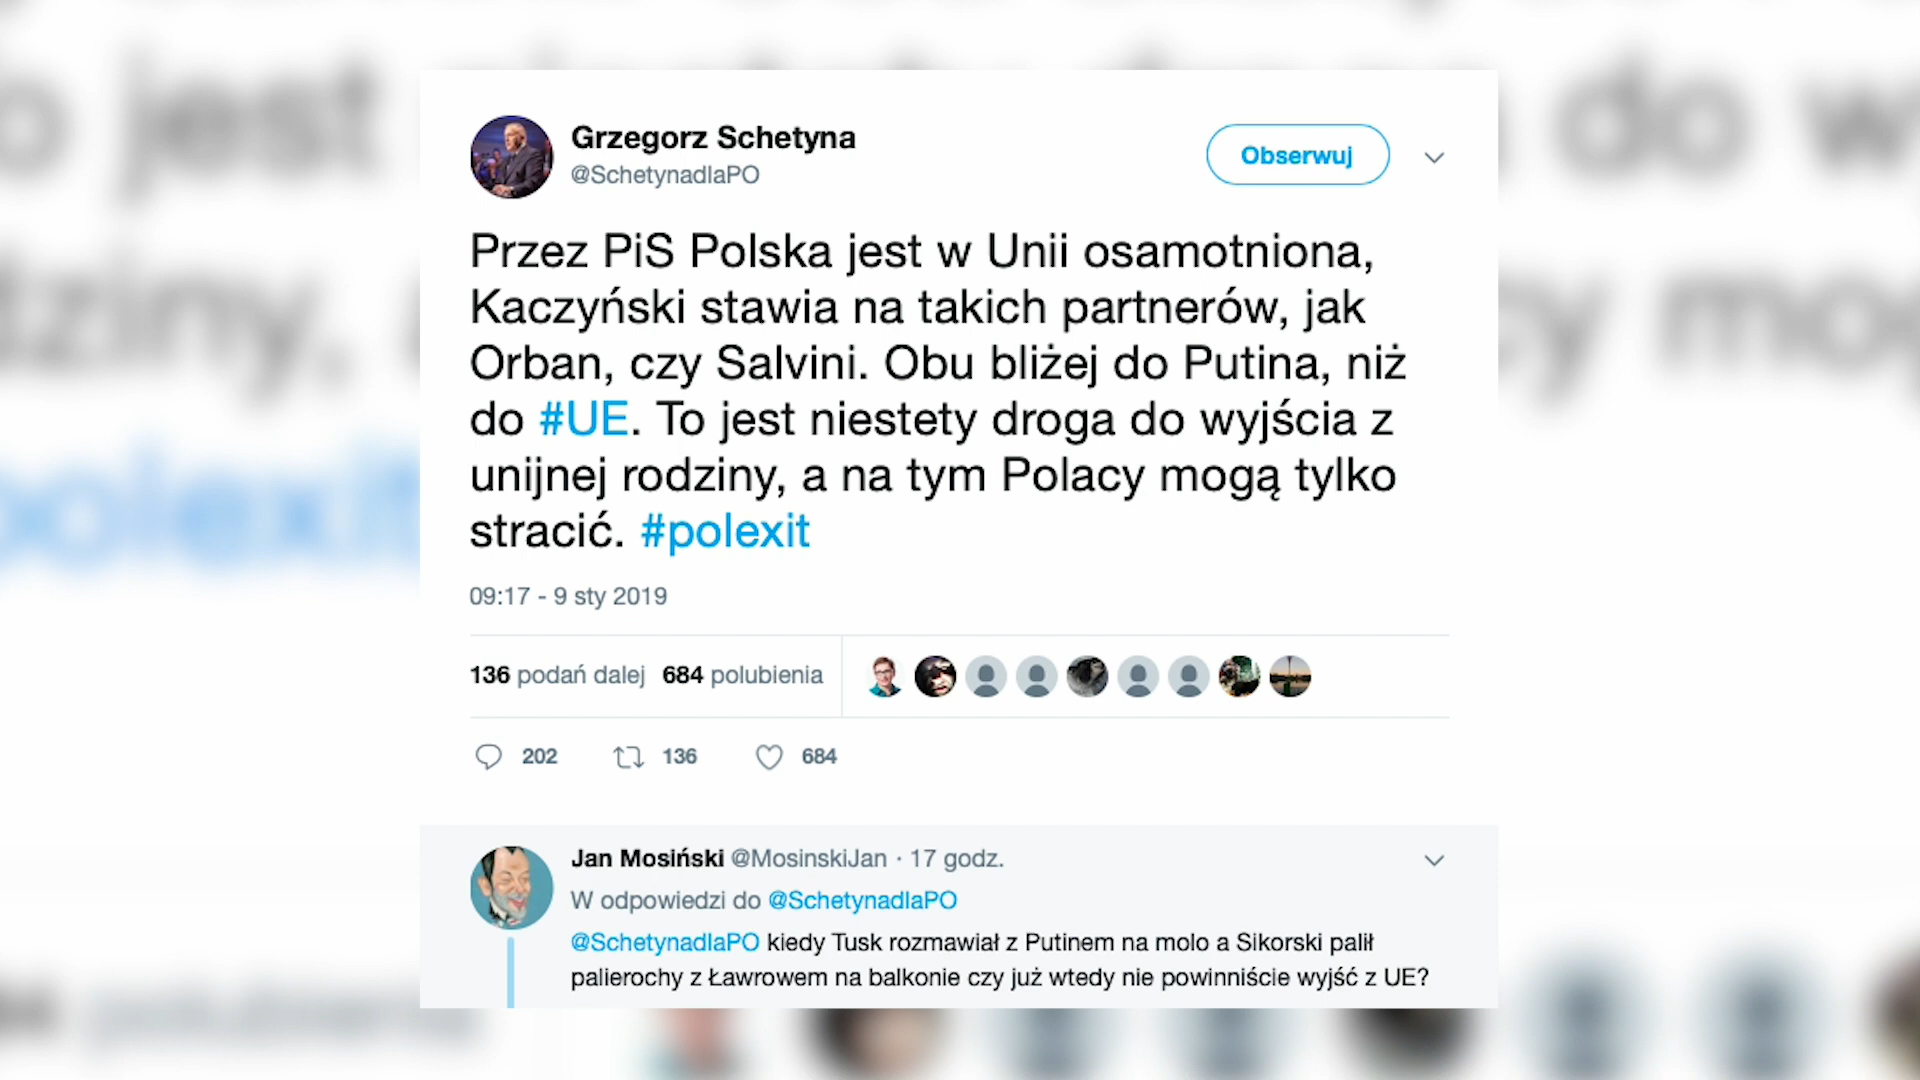 Grzegorz Schetyna
@SchetynadlaPO
Obserwuj
Przez PiS Polska jest w Unii osamotniona,
Kaczyński stawia na takich partnerów, jak
Orban, czy Salvini. Obu bliżej do Putina, niż
do #UE. To jest niestety droga do wyjścia z
unijnej rodziny, a na tym Polacy mogą tylko
stracić. #polexit
09:17 - 9 sty 2019
136 podań dalej 684 polubienia
202 136 684
Jan Mosiński @MosinskiJan · 17 godz.
W odpowiedzi do @SchetynadlaPO
@SchetynadlaPO kiedy Tusk rozmawiał z Putinem na molo a Sikorski palił
palierochy z Ławrowem na balkonie czy już wtedy nie powinniście wyjść z UE?